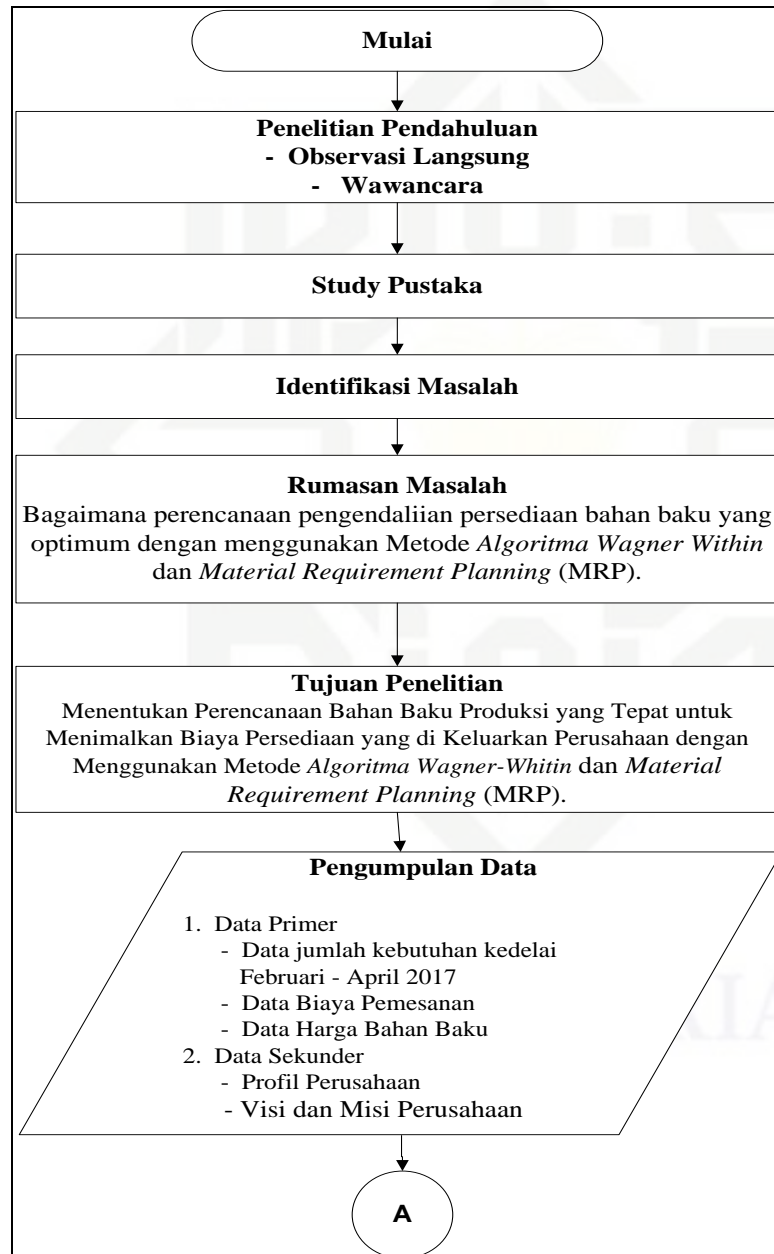 Mulai
Penelitian Pendahuluan
- Observasi Langsung
- Wawancara
Study Pustaka
Identifikasi Masalah
Rumasan Masalah
Bagaimana perencanaan pengendaliian persediaan bahan baku yang
optimum dengan menggunakan Metode Algoritma Wagner Within
dan Material Requirement Planning (MRP).
Tujuan Penelitian
Menentukan Perencanaan Bahan Baku Produksi yang Tepat untuk
Menimalkan Biaya Persediaan yang di Keluarkan Perusahaan dengan
Menggunakan Metode Algoritma Wagner-Whitin dan Material
Requirement Planning (MRP).
Pengumpulan Data
1. Data Primer
- Data jumlah kebutuhan kedelai
Februari - April 2017
- Data Biaya Pemesanan
- Data Harga Bahan Baku
2. Data Sekunder
- Profil Perusahaan
- Visi dan Misi Perusahaan
A